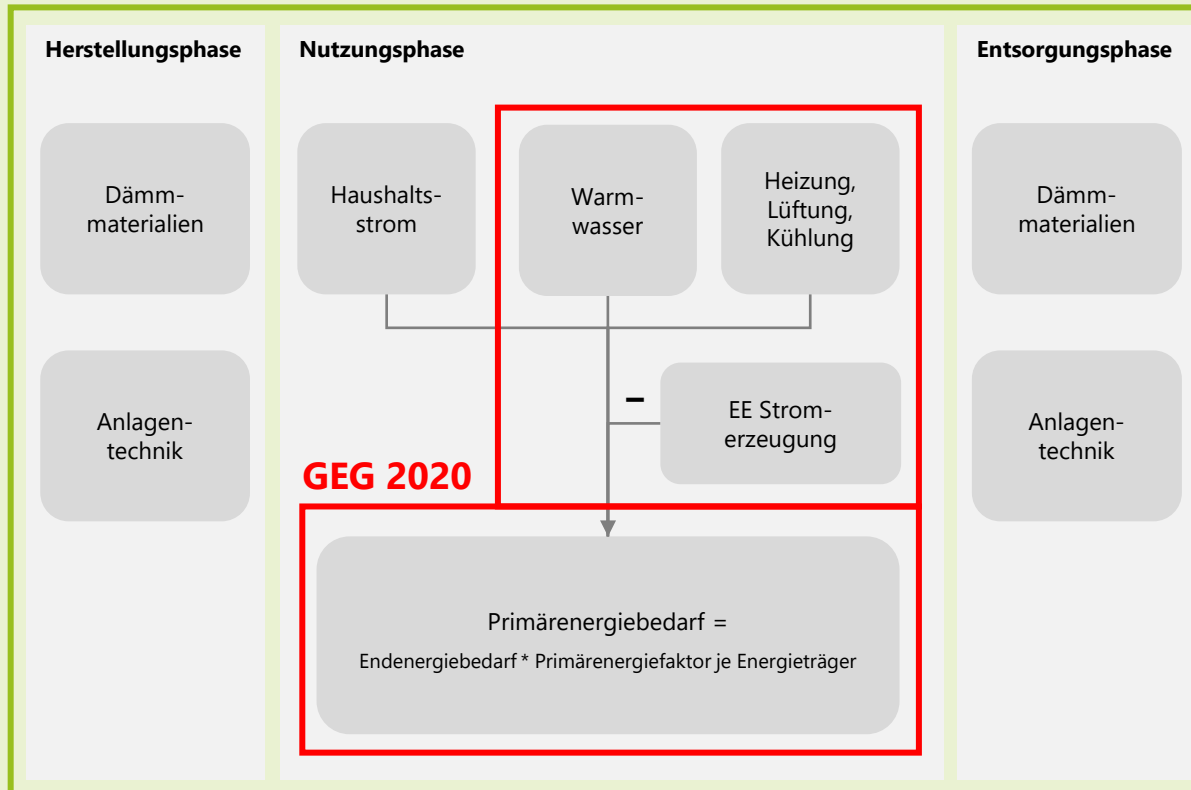 Herstellungsphase
Dämm-
materialien
Anlagen-
technik
Nutzungsphase
Haushalts-
strom
Warm-
wasser
Heizung,
Lüftung,
Kühlung
–
EE Strom-
erzeugung
GEG 2020
Primärenergiebedarf =
Endenergiebedarf * Primärenergiefaktor je Energieträger
Entsorgungsphase
Dämm-
materialien
Anlagen-
technik